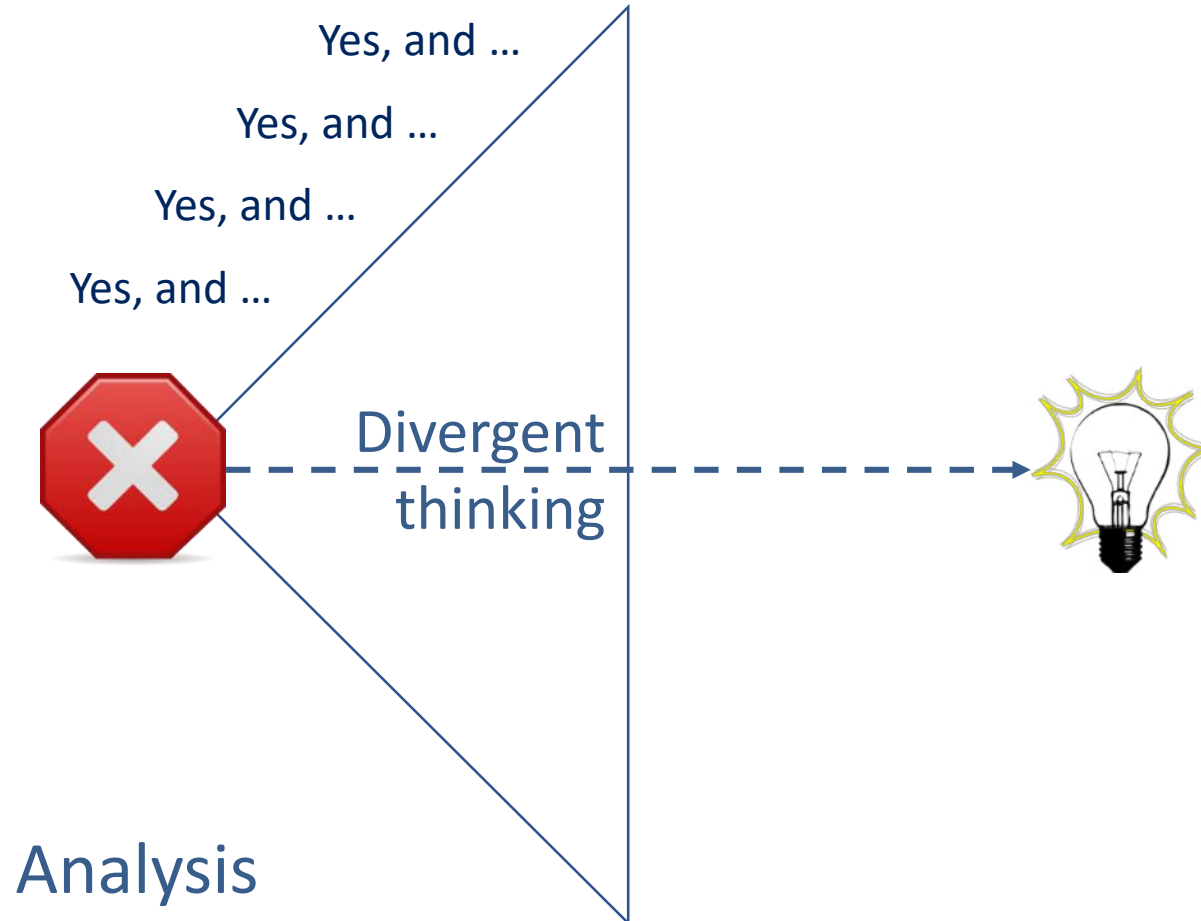 Yes, and …
Yes, and …
Yes, and …
Yes, and …
Divergent
thinking
Analysis